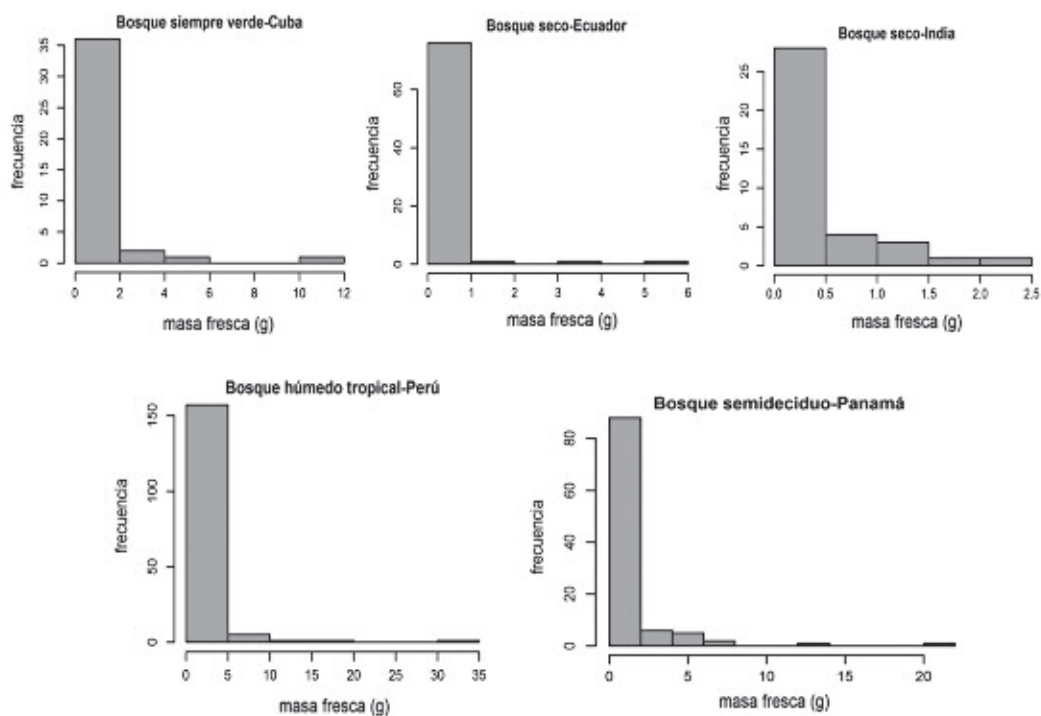 Bosque siempre verde-Cuba
frecuencia
0 5 10 15 20 25 30 35
0 2 4 6 8 10 12
masa fresca (g)
Bosque seco-Ecuador
frecuencia
0 20 40 60
0 1 2 3 4 5 6
masa fresca (g)
Bosque seco-India
frecuencia
0 5 10 15 20 25
0.0 0.5 1.0 1.5 2.0 2.5
masa fresca (g)
Bosque húmedo tropical-Perú
frecuencia
0 50 100 150
0 5 10 15 20 25 30 35
masa fresca (g)
Bosque semideciduo-Panamá
frecuencia
0 20 40 60 80
0 5 10 15 20
masa fresca (g)